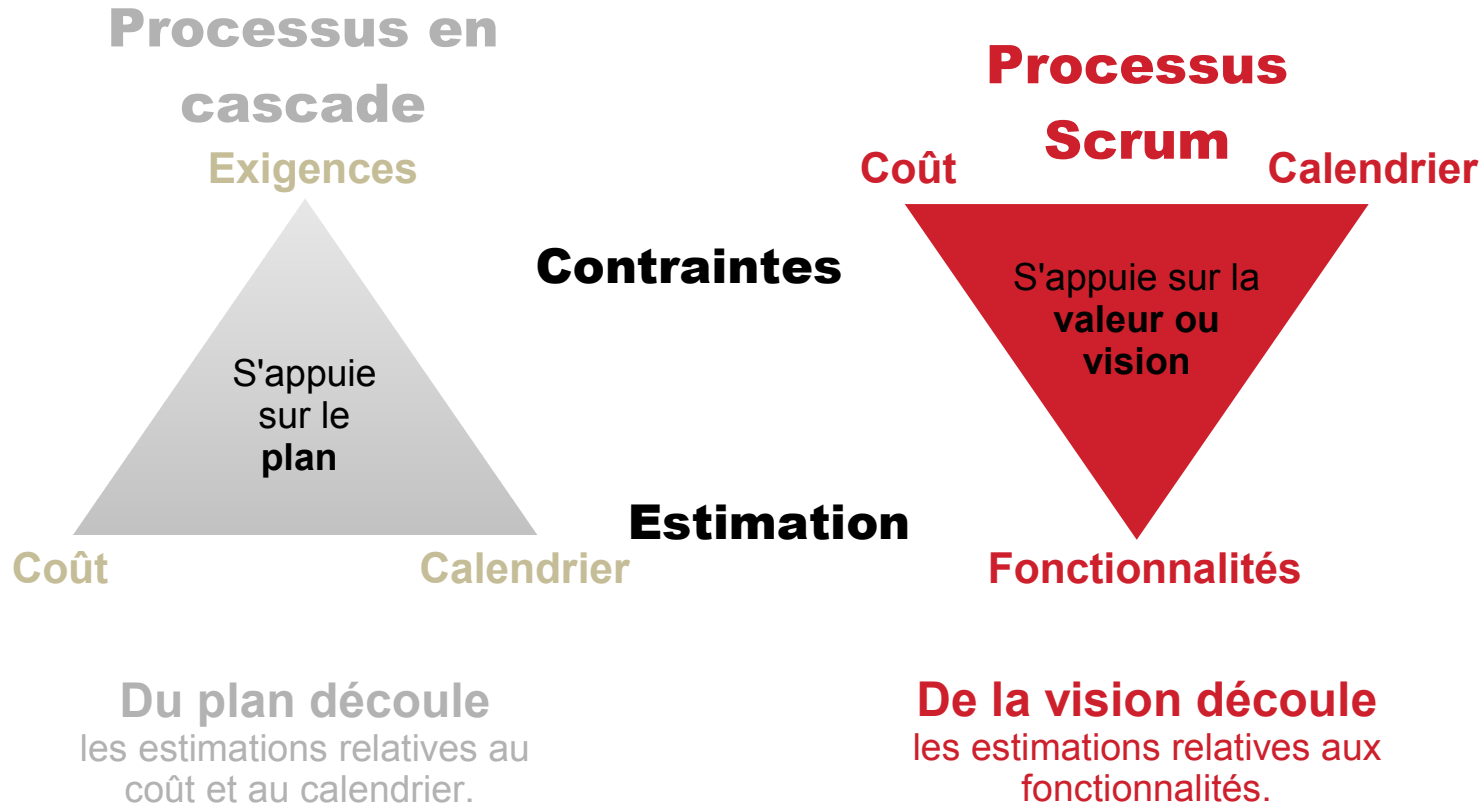 Processus en
cascade
Exigences
S'appuie
sur le
plan
Coût
Calendrier
Du plan découle
les estimations relatives au
coût et au calendrier.
Contraintes
Estimation
Processus
Scrum
Coût
Calendrier
S'appuie sur la
valeur ou
vision
Fonctionnalités
De la vision découle
les estimations relatives aux
fonctionnalités.